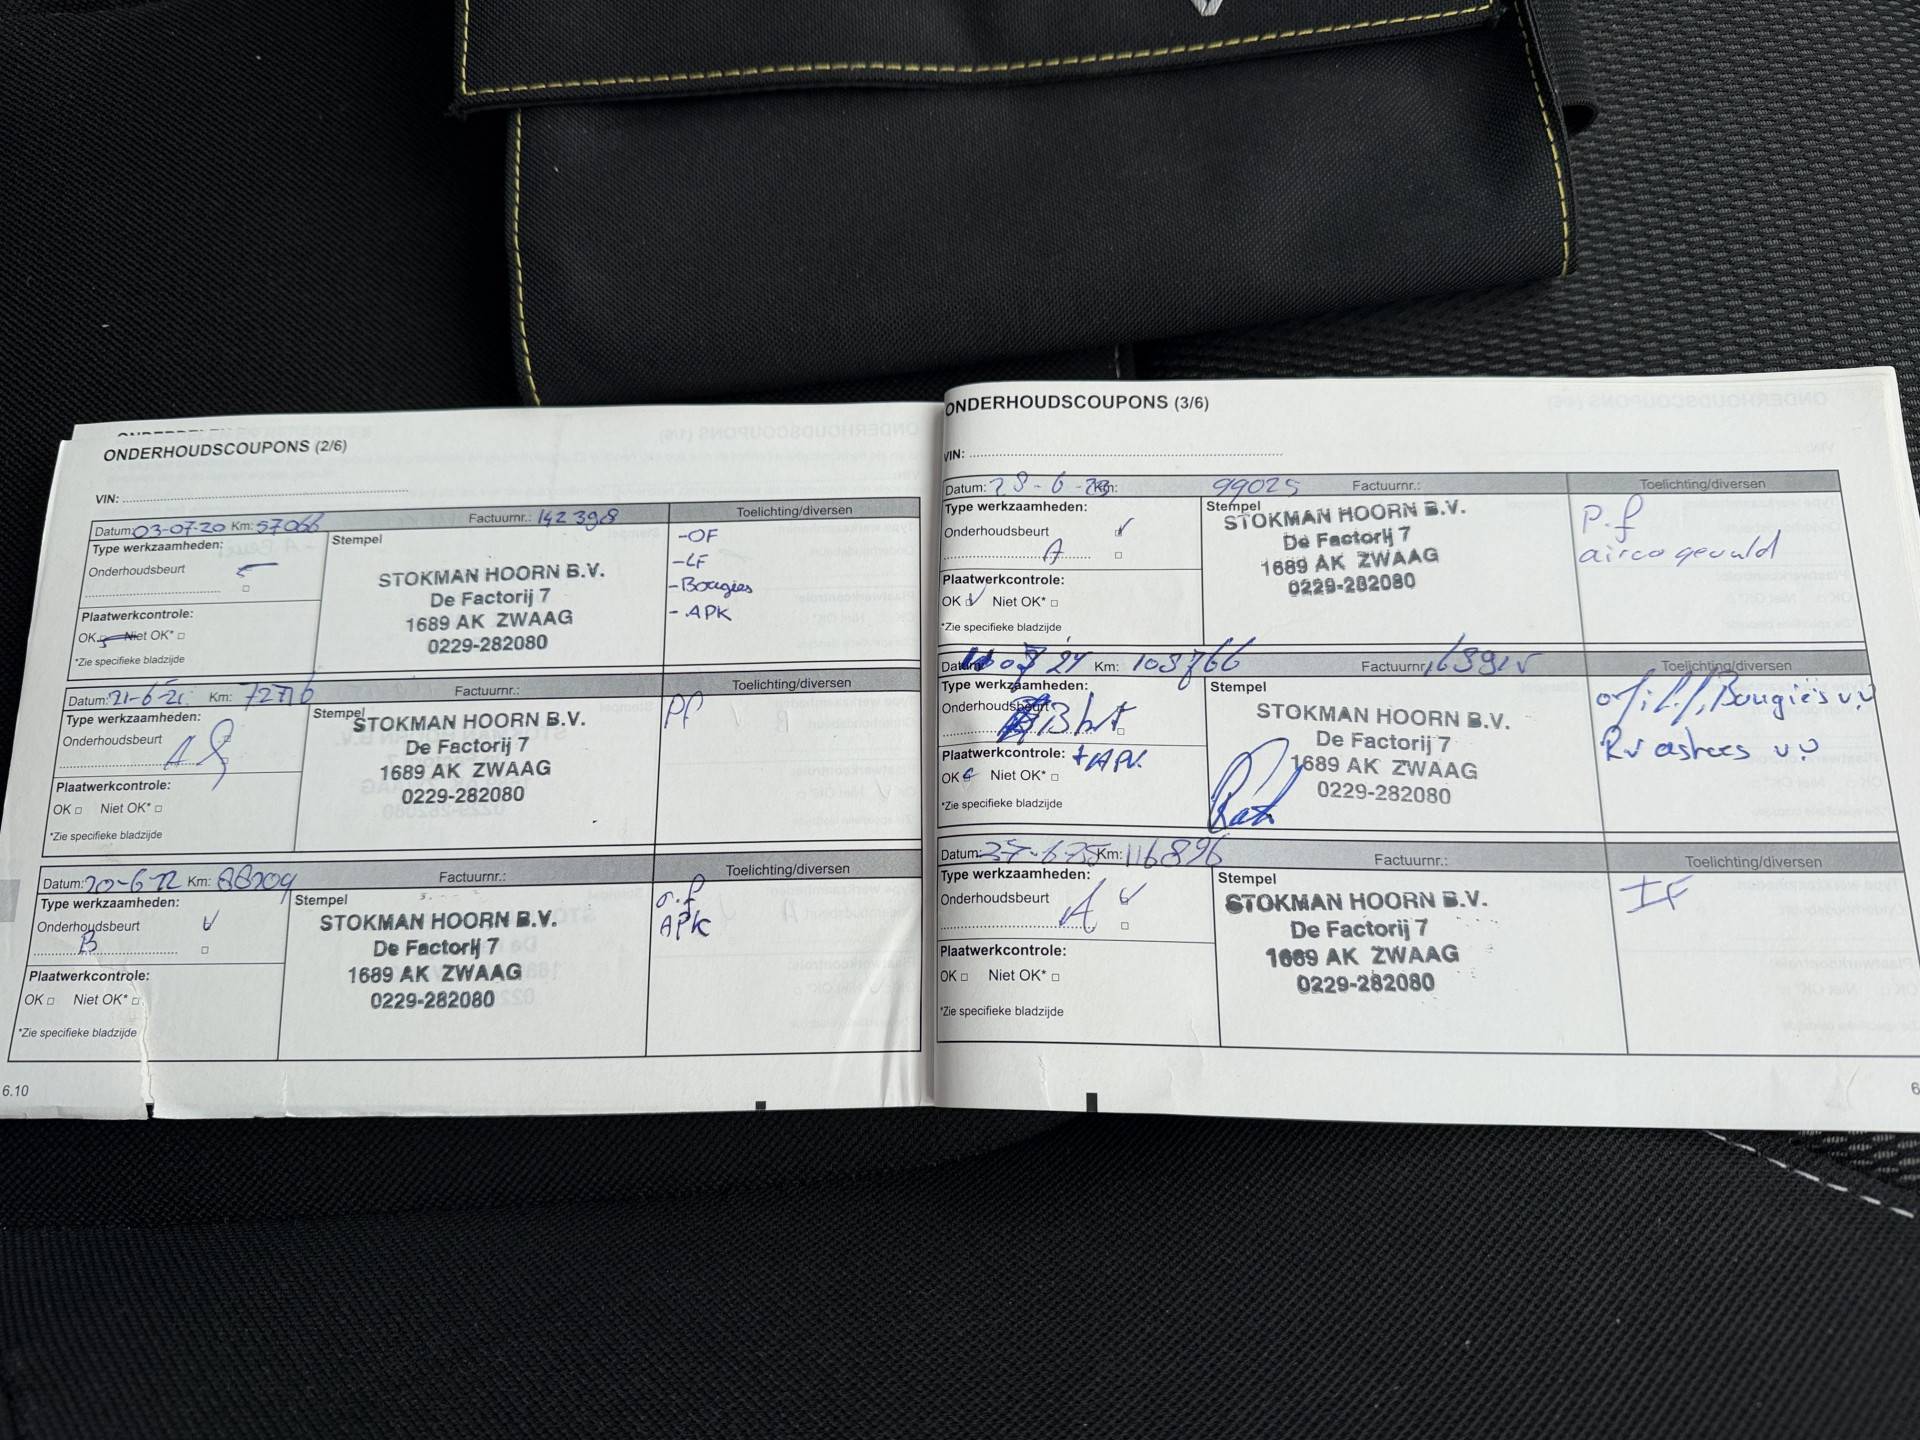 ONDERHOUDSCOUPONS (2/6)
VIN:
Datum: 03-07-20 Km: 57066 Factuurnr.: 142398 Toelichting/diversen
Type werkzaamheden:
Stempel
Onderhoudsbeurt
Plaatwerkcontrole:
OK Niet OK*
*Zie specifieke bladzijde
STOKMAN HOORN B.V.
De Factorij 7
1689 AK ZWAAG
0229-282080
-OF
-LF
-Bougies
- APK
Datum: 21-6-21 Km: 72776 Factuurnr.: Toelichting/diversen
Type werkzaamheden:
Stempel
Onderhoudsbeurt
A
Plaatwerkcontrole:
OK Niet OK*
*Zie specifieke bladzijde
STOKMAN HOORN B.V.
De Factorij 7
1689 AK ZWAAG
0229-282080
Pf
Datum: 20-6-22 Km: 88209 Factuurnr.: Toelichting/diversen
Type werkzaamheden:
Stempel
Onderhoudsbeurt
B
Plaatwerkcontrole:
OK Niet OK*
*Zie specifieke bladzijde
STOKMAN HOORN B.V.
De Factorij 7
1689 AK ZWAAG
0229-282080
o.f
APK
6.10
ONDERHOUDSCOUPONS (3/6)
VIN:
Datum: 28-6-23 Km: 99025 Factuurnr.: Toelichting/diversen
Type werkzaamheden:
Stempel
Onderhoudsbeurt
A
Plaatwerkcontrole:
OK Niet OK*
*Zie specifieke bladzijde
STOKMAN HOORN B.V.
De Factorij 7
1689 AK ZWAAG
0229-282080
P.f
airco gevuld
Datum: 24 Km: 108766 Factuurnr. Toelichting/diversen
Type werkzaamheden:
Stempel
Onderhoudsbeurt
Plaatwerkcontrole:
OK Niet OK*
*Zie specifieke bladzijde
STOKMAN HOORN B.V.
De Factorij 7
1689 AK ZWAAG
0229-282080
Bougies v.v
Datum: 27-6-25 Km: 116896 Factuurnr.: Toelichting/diversen
Type werkzaamheden:
Stempel
Onderhoudsbeurt
A
Plaatwerkcontrole:
OK Niet OK*
*Zie specifieke bladzijde
STOKMAN HOORN B.V.
De Factorij 7
1689 AK ZWAAG
0229-282080
IF